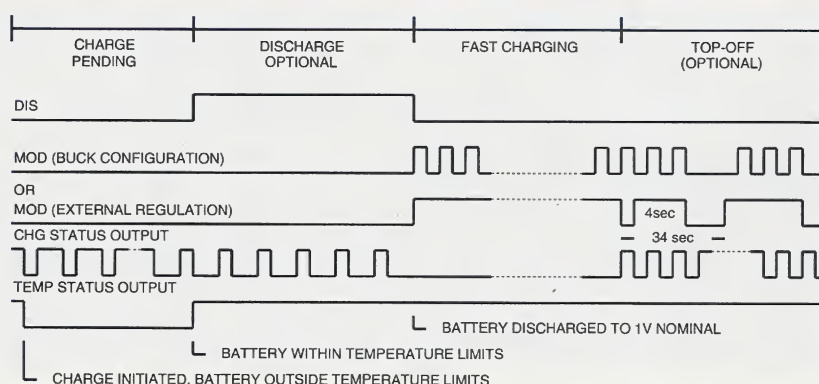 CHARGE
PENDING
DISCHARGE
OPTIONAL
FAST CHARGING
TOP-OFF
(OPTIONAL)
DIS
MOD (BUCK CONFIGURATION)
OR
MOD (EXTERNAL REGULATION)
4sec
CHG STATUS OUTPUT
34 sec
TEMP STATUS OUTPUT
BATTERY DISCHARGED TO 1V NOMINAL
BATTERY WITHIN TEMPERATURE LIMITS
CHARGE INITIATED, BATTERY OUTSIDE TEMPERATURE LIMITS